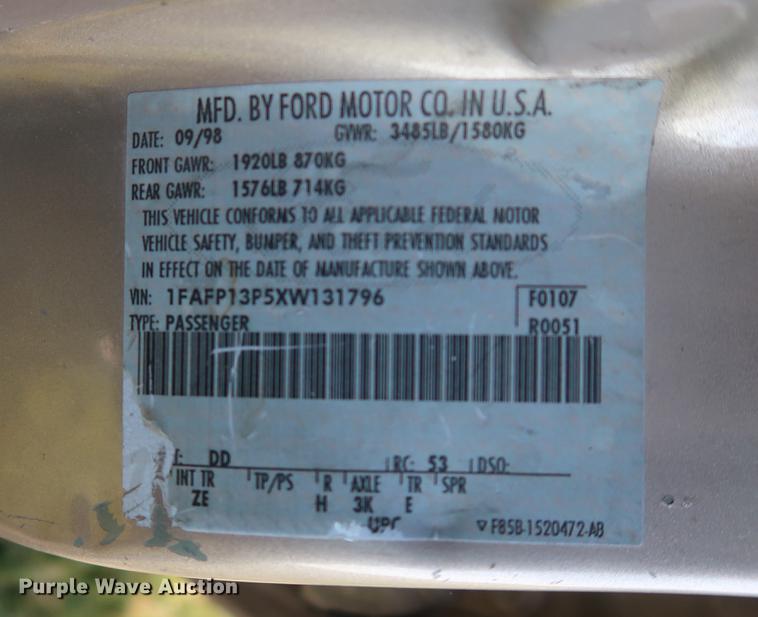 MFD. BY FORD MOTOR CO. IN U.S.A.
DATE: 09/98 GVWR: 3485LB/1580KG
FRONT GAWR: 1920LB 870KG
REAR GAWR: 1576LB 714KG
THIS VEHICLE CONFORMS TO ALL APPLICABLE FEDERAL MOTOR
VEHICLE SAFETY, BUMPER, AND THEFT PREVENTION STANDARDS
IN EFFECT ON THE DATE OF MANUFACTURE SHOWN ABOVE.
VIN: 1FAFP13P5XW131796 F0107
TYPE: PASSENGER R0051
DD RC: 53 DSO:
INT TR TP/PS R AXLE TR SPR
ZE H 3K E
UPC ▽ F85B-1520472-AB
Purple Wave Auction